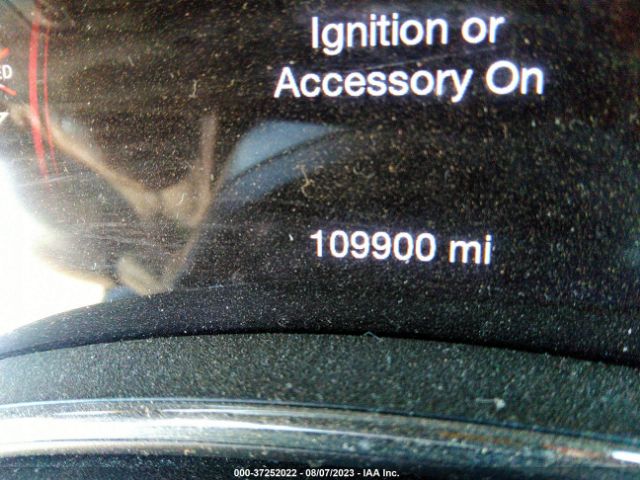 Ignition or
Accessory On
109900 mi
000-37252022 - 08/07/2023 - IAA Inc.